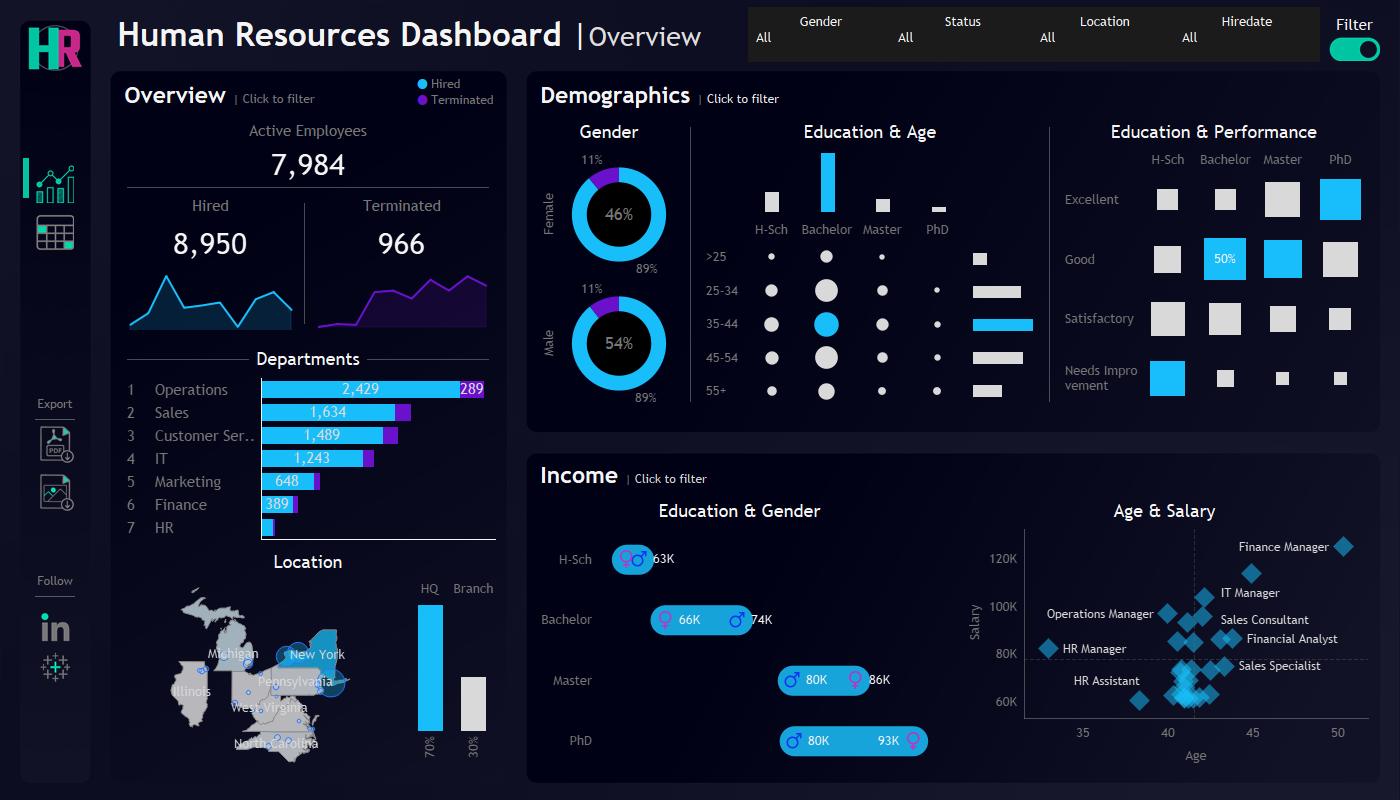 HR
Human Resources Dashboard | Overview
Gender Status Location Hiredate
All All All All
Filter
Overview | Click to filter
Hired
Terminated
Active Employees
7,984
Hired Terminated
8,950 966
Departments
1 Operations 2,429 289
2 Sales 1,634
3 Customer Ser.. 1,489
4 IT 1,243
5 Marketing 648
6 Finance 389
7 HR
Location
HQ Branch
Michigan
New York
Pennsylvania
Illinois
West Virginia
North Carolina
70% 30%
Export
PDF
Follow
in
Demographics | Click to filter
Gender
11%
Female
46%
89%
11%
Male
54%
89%
Education & Age
H-Sch Bachelor Master PhD
>25
25-34
35-44
45-54
55+
Education & Performance
H-Sch Bachelor Master PhD
Excellent
Good 50%
Satisfactory
Needs Impro
vement
Income | Click to filter
Education & Gender
H-Sch 63K
Bachelor 66K 74K
Master 80K 86K
PhD 80K 93K
Age & Salary
Salary
120K
100K
80K
60K
Finance Manager
IT Manager
Operations Manager
Sales Consultant
Financial Analyst
HR Manager
Sales Specialist
HR Assistant
35 40 45 50
Age